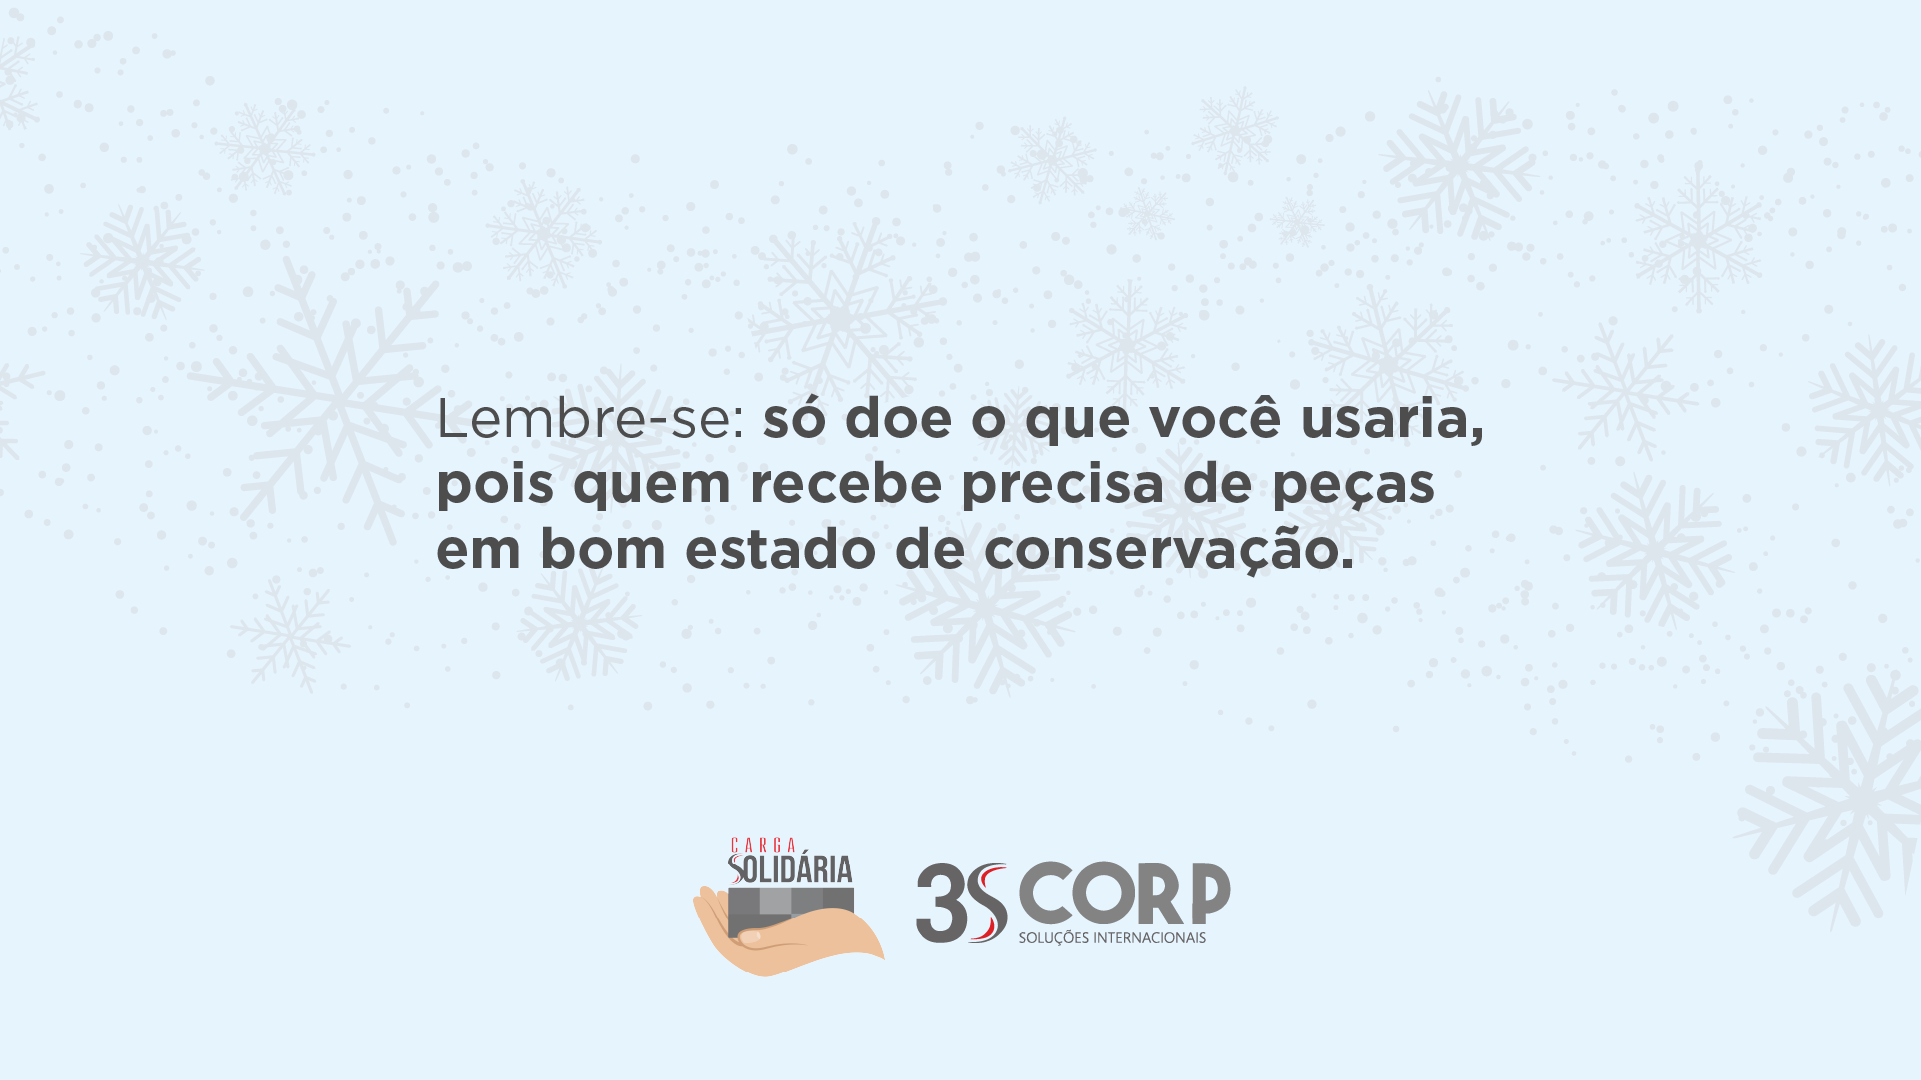 Lembre-se: só doe o que você usaria,
pois quem recebe precisa de peças
em bom estado de conservação.
CARGA
SOLIDÁRIA
3S CORP
SOLUÇÕES INTERNACIONAIS